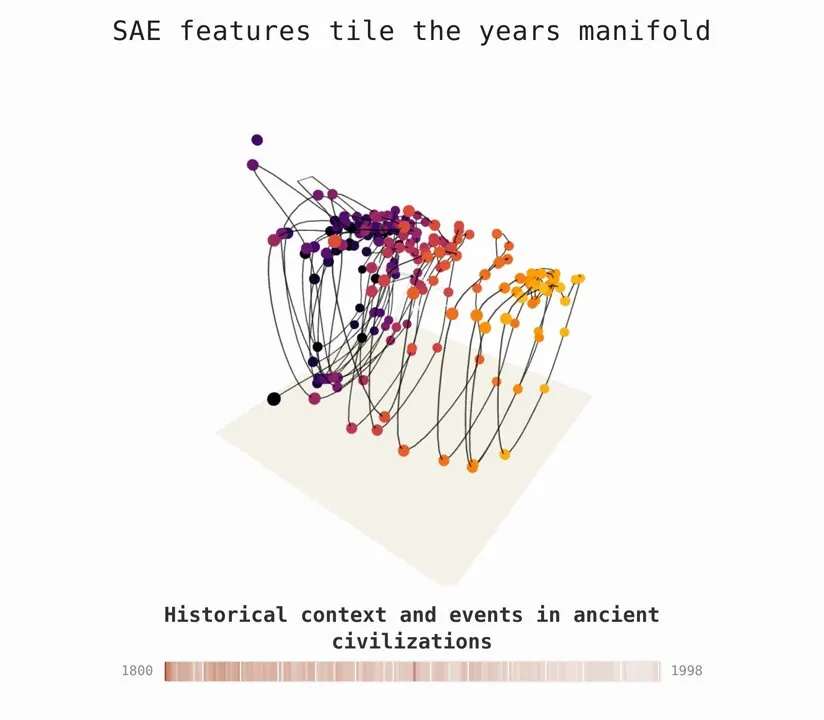 SAE features tile the years manifold
Historical context and events in ancient
civilizations
1800
1998